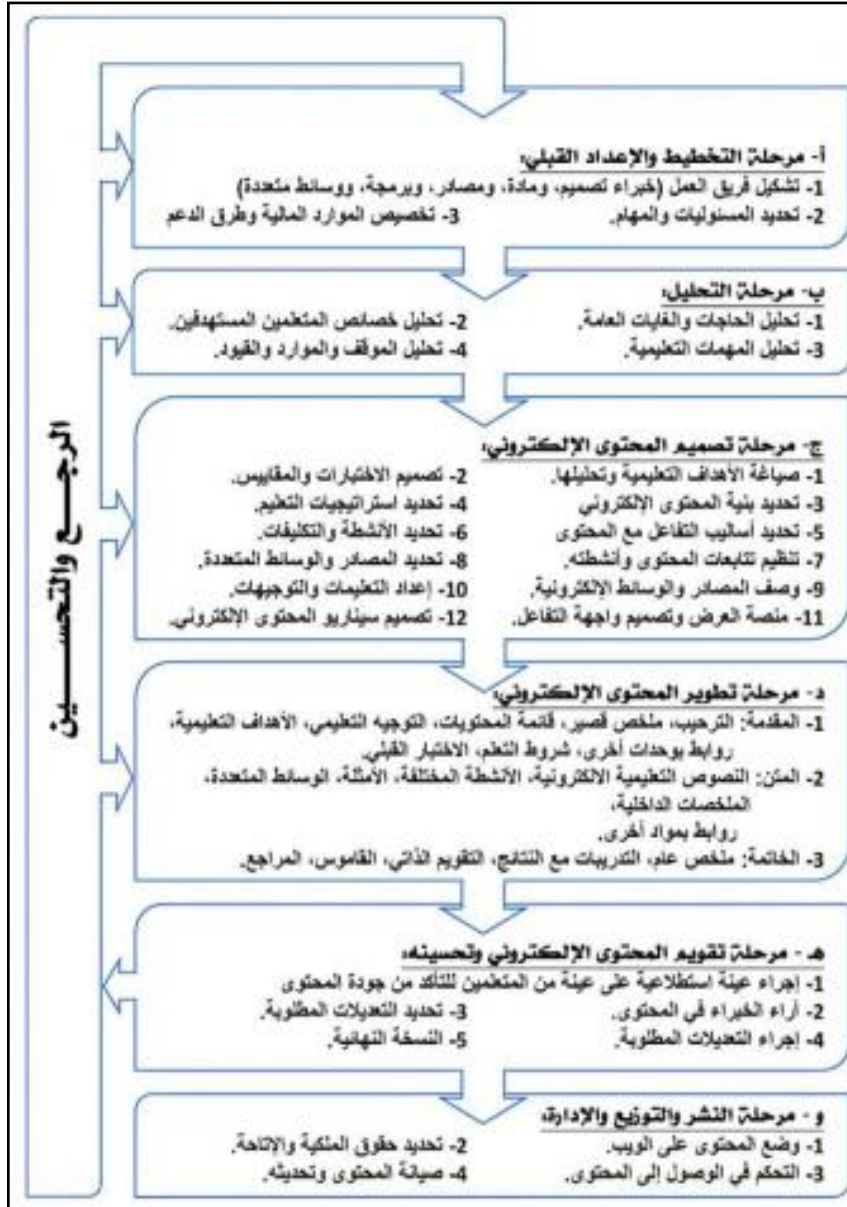 أ- مرحلة التخطيط والإعداد القبلي:
1- تشكيل فريق العمل (خبراء تصميم، ومادة، ومصادر، وبرمجة، ووسائط متعددة)
2- تحديد المسئوليات والمهام. 3- تخصيص الموارد المالية وطرق الدعم
ب- مرحلة التحليل:
1- تحليل الحاجات والغايات العامة. 2- تحليل خصائص المتعلمين المستهدفين.
3- تحليل المهمات التعليمية. 4- تحليل الموقف والموارد والقيود.
ج- مرحلة تصميم المحتوى الإلكتروني:
1- صياغة الأهداف التعليمية وتحليلها. 2- تصميم الاختبارات والمقاييس.
3- تحديد بنية المحتوى الإلكتروني 4- تحديد استراتيجيات التعليم.
5- تحديد أساليب التفاعل مع المحتوى 6- تحديد الأنشطة والتكليفات.
7- تنظيم تتابعات المحتوى وأنشطته. 8- تحديد المصادر والوسائط المتعددة.
9- وصف المصادر والوسائط الإلكترونية. 10- إعداد التعليمات والتوجيهات.
11- منصة العرض وتصميم واجهة التفاعل. 12- تصميم سيناريو المحتوى الإلكتروني.
د- مرحلة تطوير المحتوى الإلكتروني:
1- المقدمة: الترحيب، ملخص قصير، قائمة المحتويات، التوجيه التعليمي، الأهداف التعليمية،
روابط بوحدات أخرى، شروط التعلم، الاختبار القبلي.
2- المتن: النصوص التعليمية الالكترونية، الأنشطة المختلفة، الأمثلة، الوسائط المتعددة،
الملخصات الداخلية،
روابط بمواد أخرى.
3- الخاتمة: ملخص عام، التدريبات مع النتائج، التقويم الذاتي، القاموس، المراجع.
هـ - مرحلة تقويم المحتوى الإلكتروني وتحسينه:
1- إجراء عينة استطلاعية على عينة من المتعلمين للتأكد من جودة المحتوى
2- أراء الخبراء في المحتوى. 3- تحديد التعديلات المطلوبة.
4- إجراء التعديلات المطلوبة. 5- النسخة النهائية.
و - مرحلة النشر والتوزيع والإدارة:
1- وضع المحتوى على الويب. 2- تحديد حقوق الملكية والإتاحة.
3- التحكم في الوصول إلى المحتوى. 4- صيانة المحتوى وتحديثه.
الرجــع والتحســـين